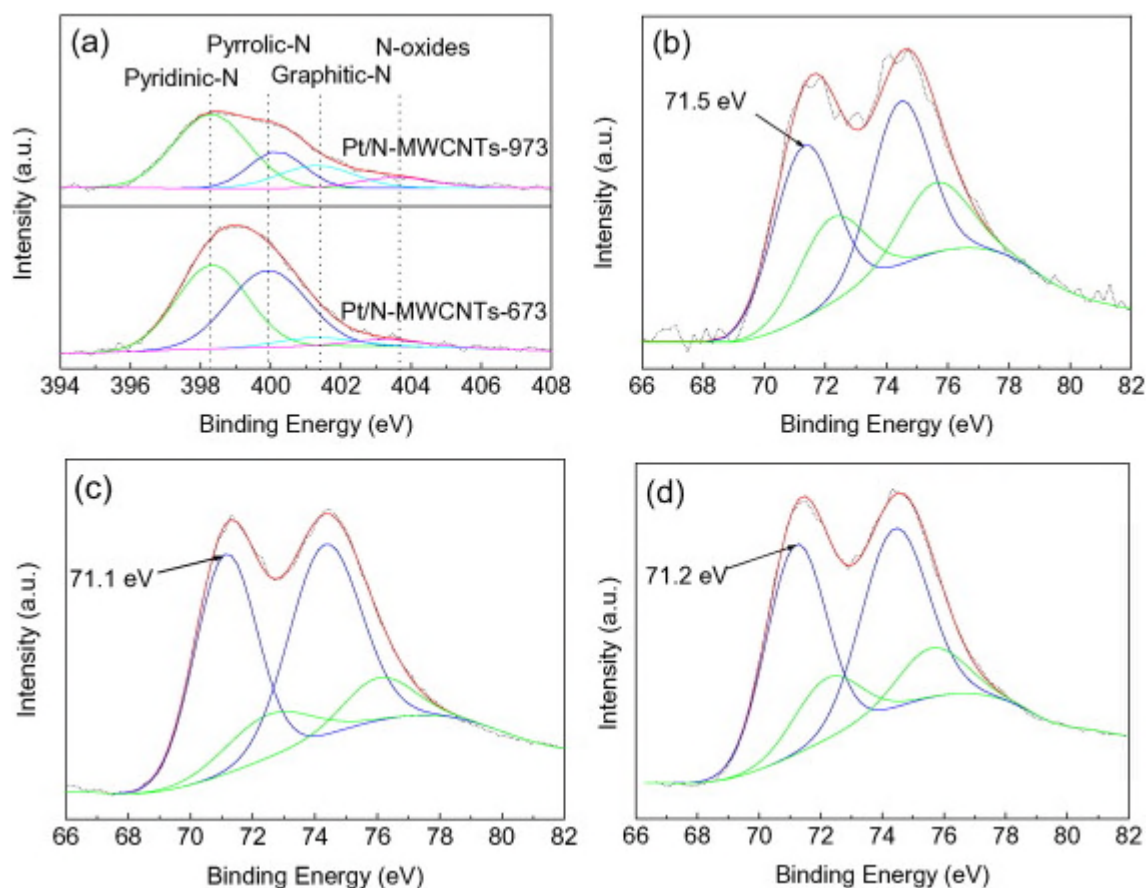 (a)
Pyrrolic-N
N-oxides
Pyridinic-N
Graphitic-N
Pt/N-MWCNTs-973
Pt/N-MWCNTs-673
Intensity (a.u.)
394 396 398 400 402 404 406 408
Binding Energy (eV)
(b)
71.5 eV
Intensity (a.u.)
66 68 70 72 74 76 78 80 82
Binding Energy (eV)
(c)
71.1 eV
Intensity (a.u.)
66 68 70 72 74 76 78 80 82
Binding Energy (eV)
(d)
71.2 eV
Intensity (a.u.)
66 68 70 72 74 76 78 80 82
Binding Energy (eV)